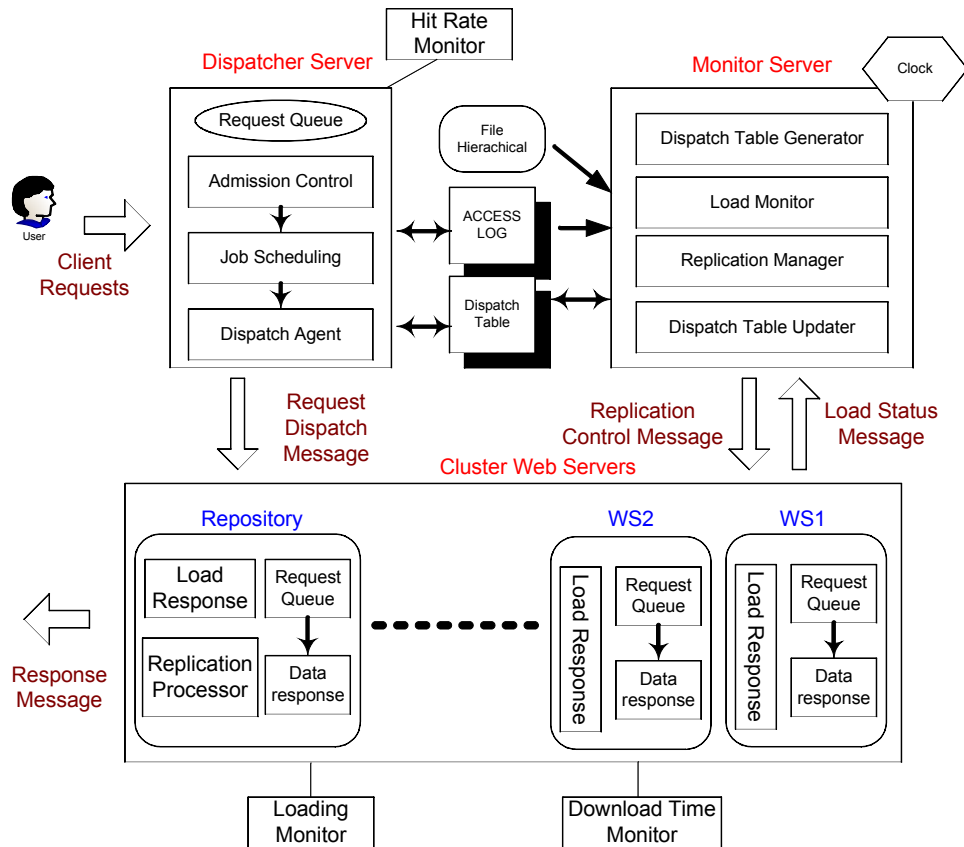 Hit Rate
Monitor
Dispatcher Server
Monitor Server
Clock
Request Queue
File
Hierachical
Dispatch Table Generator
Admission Control
Load Monitor
ACCESS
LOG
User
Client
Requests
Job Scheduling
Replication Manager
Dispatch
Table
Dispatch Agent
Dispatch Table Updater
Request
Dispatch
Message
Replication
Control Message
Load Status
Message
Cluster Web Servers
Repository
WS2
WS1
Load
Response
Request
Queue
Replication
Processor
Data
response
Load Response
Request
Queue
Data
response
Load Response
Request
Queue
Data
response
Response
Message
Loading
Monitor
Download Time
Monitor